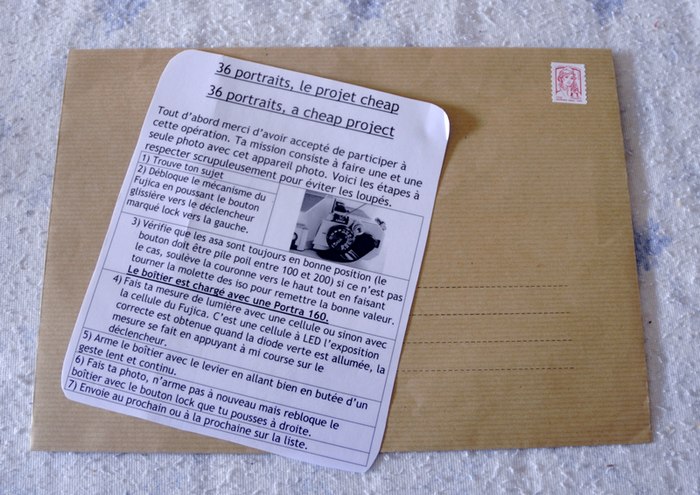 36 portraits, le projet cheap
36 portraits, a cheap project
Tout d'abord merci d'avoir accepté de participer à
cette opération. Ta mission consiste à faire une et une
seule photo avec cet appareil photo. Voici les étapes à
respecter scrupuleusement pour éviter les loupés.
1) Trouve ton sujet
2) Débloque le mécanisme du
Fujica en poussant le bouton
glissière vers le déclencheur
marqué lock vers la gauche.
3) Vérifie que les asa sont toujours en bonne position (le
bouton doit être pile poil entre 100 et 200) si ce n'est pas
le cas, soulève la couronne vers le haut tout en faisant
tourner la molette des iso pour remettre la bonne valeur.
Le boîtier est chargé avec une Portra 160.
4) Fais ta mesure de lumière avec une cellule ou sinon avec
la cellule du Fujica. C'est une cellule à LED l'exposition
correcte est obtenue quand la diode verte est allumée, la
mesure se fait en appuyant à mi course sur le
déclencheur.
5) Arme le boîtier avec le levier en allant bien en butée d'un
geste lent et continu.
6) Fais ta photo, n'arme pas à nouveau mais rebloque le
boîtier avec le bouton lock que tu pousses à droite.
7) Envoie au prochain ou à la prochaine sur la liste.